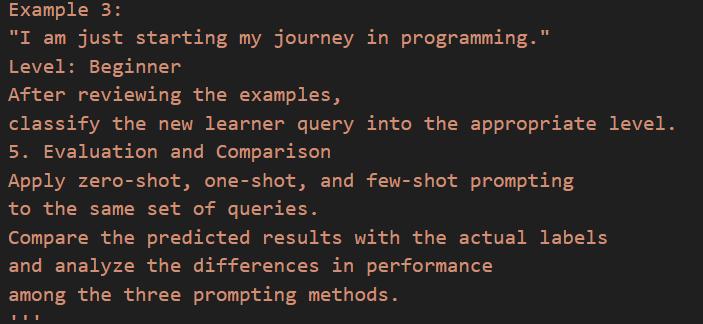 Example 3:
"I am just starting my journey in programming."
Level: Beginner
After reviewing the examples,
classify the new learner query into the appropriate level.
5. Evaluation and Comparison
Apply zero-shot, one-shot, and few-shot prompting
to the same set of queries.
Compare the predicted results with the actual labels
and analyze the differences in performance
among the three prompting methods.
'''